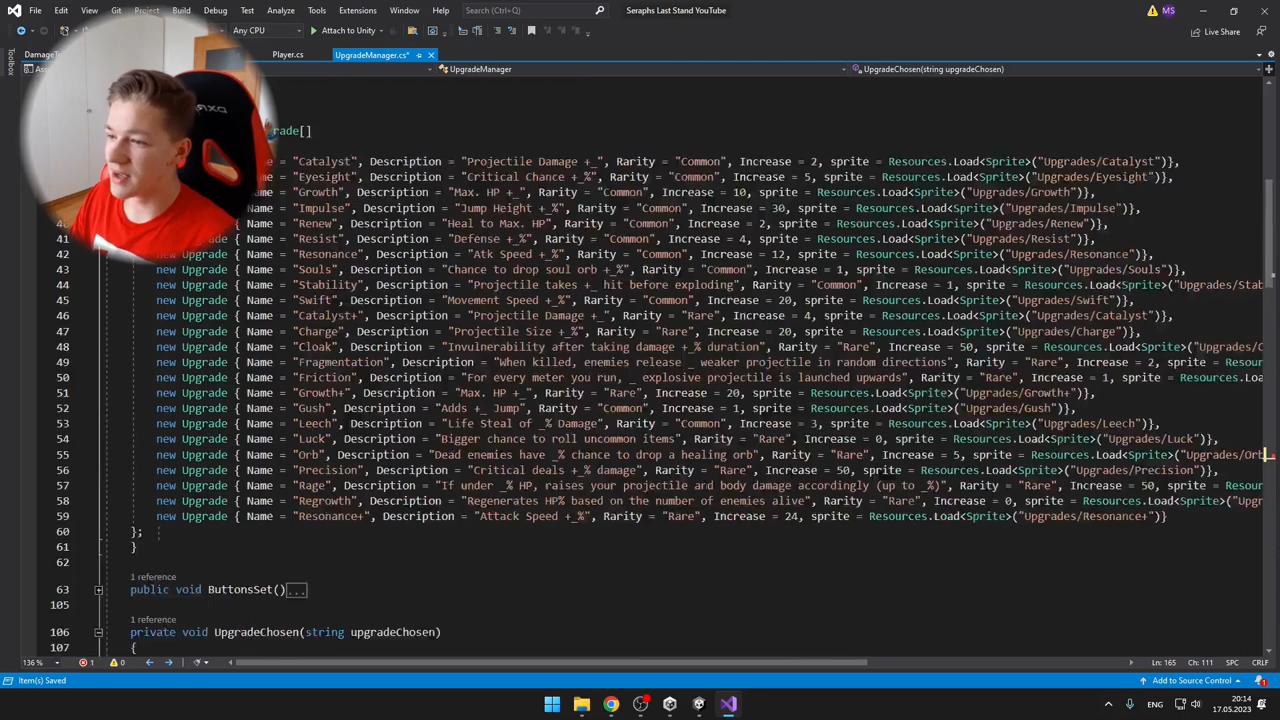 File Edit View Git Project Build Debug Test Analyze Tools Extensions Window Help Search (Ctrl+Q) Seraphs Last Stand YouTube MS
Any CPU Attach to Unity Live Share
Toolbox
Player.cs UpgradeManager.cs*
UpgradeManager UpgradeChosen(string upgradeChosen)
rade[]
= "Catalyst", Description = "Projectile Damage +_", Rarity = "Common", Increase = 2, sprite = Resources.Load<Sprite>("Upgrades/Catalyst")},
= "Eyesight", Description = "Critical Chance +_%", Rarity = "Common", Increase = 5, sprite = Resources.Load<Sprite>("Upgrades/Eyesight")},
= "Growth", Description = "Max. HP +_", Rarity = "Common", Increase = 10, sprite = Resources.Load<Sprite>("Upgrades/Growth")},
= "Impulse", Description = "Jump Height +_%", Rarity = "Common", Increase = 30, sprite = Resources.Load<Sprite>("Upgrades/Impulse")},
= "Renew", Description = "Heal to Max. HP", Rarity = "Common", Increase = 2, sprite = Resources.Load<Sprite>("Upgrades/Renew")},
41 new Upgrade { Name = "Resist", Description = "Defense +_%", Rarity = "Common", Increase = 4, sprite = Resources.Load<Sprite>("Upgrades/Resist")},
42 new Upgrade { Name = "Resonance", Description = "Atk Speed +_%", Rarity = "Common", Increase = 12, sprite = Resources.Load<Sprite>("Upgrades/Resonance")},
43 new Upgrade { Name = "Souls", Description = "Chance to drop soul orb +_%", Rarity = "Common", Increase = 1, sprite = Resources.Load<Sprite>("Upgrades/Souls")},
44 new Upgrade { Name = "Stability", Description = "Projectile takes +_ hit before exploding", Rarity = "Common", Increase = 1, sprite = Resources.Load<Sprite>("Upgrades/Stab
45 new Upgrade { Name = "Swift", Description = "Movement Speed +_%", Rarity = "Common", Increase = 20, sprite = Resources.Load<Sprite>("Upgrades/Swift")},
46 new Upgrade { Name = "Catalyst+", Description = "Projectile Damage +_", Rarity = "Rare", Increase = 4, sprite = Resources.Load<Sprite>("Upgrades/Catalyst")},
47 new Upgrade { Name = "Charge", Description = "Projectile Size +_%", Rarity = "Rare", Increase = 20, sprite = Resources.Load<Sprite>("Upgrades/Charge")},
48 new Upgrade { Name = "Cloak", Description = "Invulnerability after taking damage +_% duration", Rarity = "Rare", Increase = 50, sprite = Resources.Load<Sprite>("Upgrades/C
49 new Upgrade { Name = "Fragmentation", Description = "When killed, enemies release _ weaker projectile in random directions", Rarity = "Rare", Increase = 2, sprite = Resour
50 new Upgrade { Name = "Friction", Description = "For every meter you run, _ explosive projectile is launched upwards", Rarity = "Rare", Increase = 1, sprite = Resources.Loa
51 new Upgrade { Name = "Growth+", Description = "Max. HP +_", Rarity = "Rare", Increase = 20, sprite = Resources.Load<Sprite>("Upgrades/Growth+")},
52 new Upgrade { Name = "Gush", Description = "Adds +_ Jump", Rarity = "Common", Increase = 1, sprite = Resources.Load<Sprite>("Upgrades/Gush")},
53 new Upgrade { Name = "Leech", Description = "Life Steal of _% Damage", Rarity = "Common", Increase = 3, sprite = Resources.Load<Sprite>("Upgrades/Leech")},
54 new Upgrade { Name = "Luck", Description = "Bigger chance to roll uncommon items", Rarity = "Rare", Increase = 0, sprite = Resources.Load<Sprite>("Upgrades/Luck")},
55 new Upgrade { Name = "Orb", Description = "Dead enemies have _% chance to drop a healing orb", Rarity = "Rare", Increase = 5, sprite = Resources.Load<Sprite>("Upgrades/Orb
56 new Upgrade { Name = "Precision", Description = "Critical deals +_% damage", Rarity = "Rare", Increase = 50, sprite = Resources.Load<Sprite>("Upgrades/Precision")},
57 new Upgrade { Name = "Rage", Description = "If under _% HP, raises your projectile and body damage accordingly (up to _%)", Rarity = "Rare", Increase = 50, sprite = Resour
58 new Upgrade { Name = "Regrowth", Description = "Regenerates HP% based on the number of enemies alive", Rarity = "Rare", Increase = 0, sprite = Resources.Load<Sprite>("Upg
59 new Upgrade { Name = "Resonance+", Description = "Attack Speed +_%", Rarity = "Rare", Increase = 24, sprite = Resources.Load<Sprite>("Upgrades/Resonance+")}
60 };
61 }
62
1 reference
63 public void ButtonsSet()...
105
1 reference
106 private void UpgradeChosen(string upgradeChosen)
107 {
136 % 1 0 Ln: 165 Ch: 111 SPC CRLF
Item(s) Saved Add to Source Control 1
ENG 20:14
17.05.2023